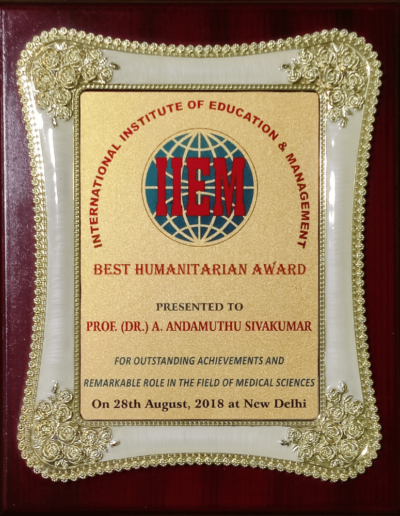 INTERNATIONAL INSTITUTE OF EDUCATION & MANAGEMENT
IIEM
BEST HUMANITARIAN AWARD
PRESENTED TO
PROF. (DR.) A. ANDAMUTHU SIVAKUMAR
FOR OUTSTANDING ACHIEVEMENTS AND
REMARKABLE ROLE IN THE FIELD OF MEDICAL SCIENCES
On 28th August, 2018 at New Delhi